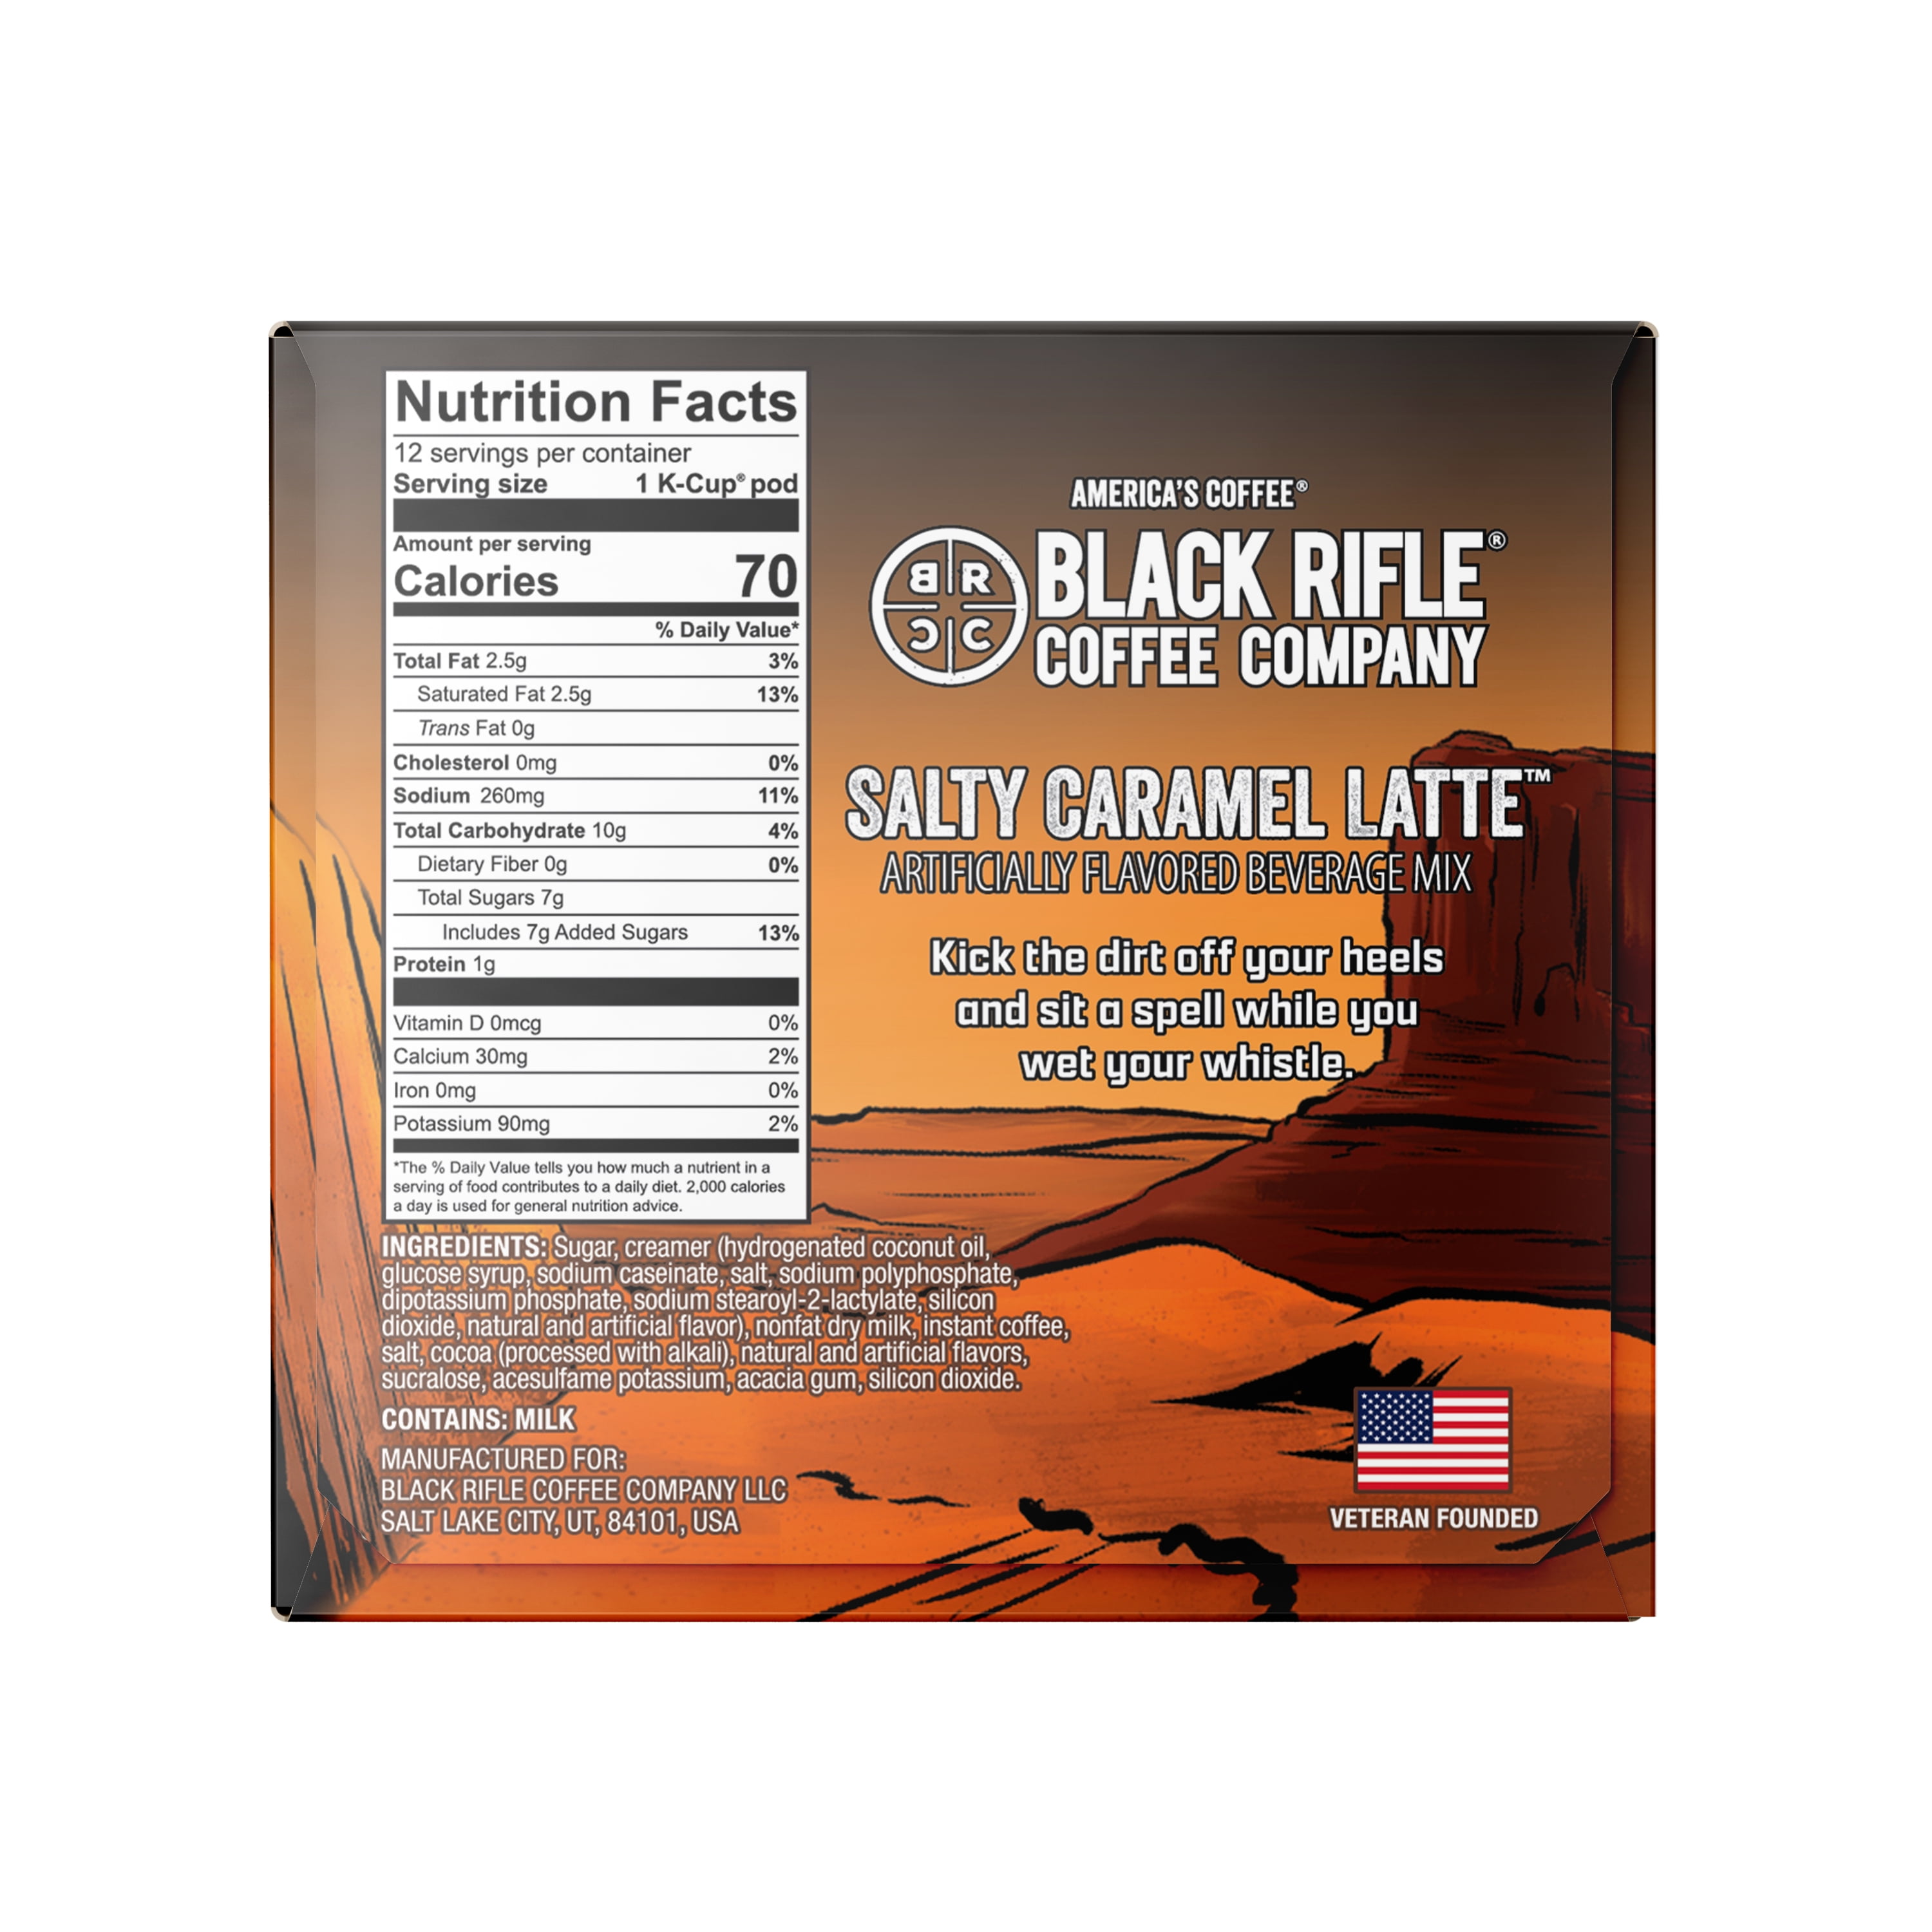 Nutrition Facts
12 servings per container
Serving size 1 K-Cup® pod
Amount per serving
Calories 70
% Daily Value*
Total Fat 2.5g 3%
Saturated Fat 2.5g 13%
Trans Fat 0g
Cholesterol 0mg 0%
Sodium 260mg 11%
Total Carbohydrate 10g 4%
Dietary Fiber 0g 0%
Total Sugars 7g
Includes 7g Added Sugars 13%
Protein 1g
Vitamin D 0mcg 0%
Calcium 30mg 2%
Iron 0mg 0%
Potassium 90mg 2%
*The % Daily Value tells you how much a nutrient in a
serving of food contributes to a daily diet. 2,000 calories
a day is used for general nutrition advice.
INGREDIENTS: Sugar, creamer (hydrogenated coconut oil,
glucose syrup, sodium caseinate, salt, sodium polyphosphate,
dipotassium phosphate, sodium stearoyl-2-lactylate, silicon
dioxide, natural and artificial flavor), nonfat dry milk, instant coffee,
salt, cocoa (processed with alkali), natural and artificial flavors,
sucralose, acesulfame potassium, acacia gum, silicon dioxide.
CONTAINS: MILK
MANUFACTURED FOR:
BLACK RIFLE COFFEE COMPANY LLC
SALT LAKE CITY, UT, 84101, USA
AMERICA'S COFFEE®
B R
C C
BLACK RIFLE®
COFFEE COMPANY
SALTY CARAMEL LATTE™
ARTIFICIALLY FLAVORED BEVERAGE MIX
Kick the dirt off your heels
and sit a spell while you
wet your whistle.
VETERAN FOUNDED